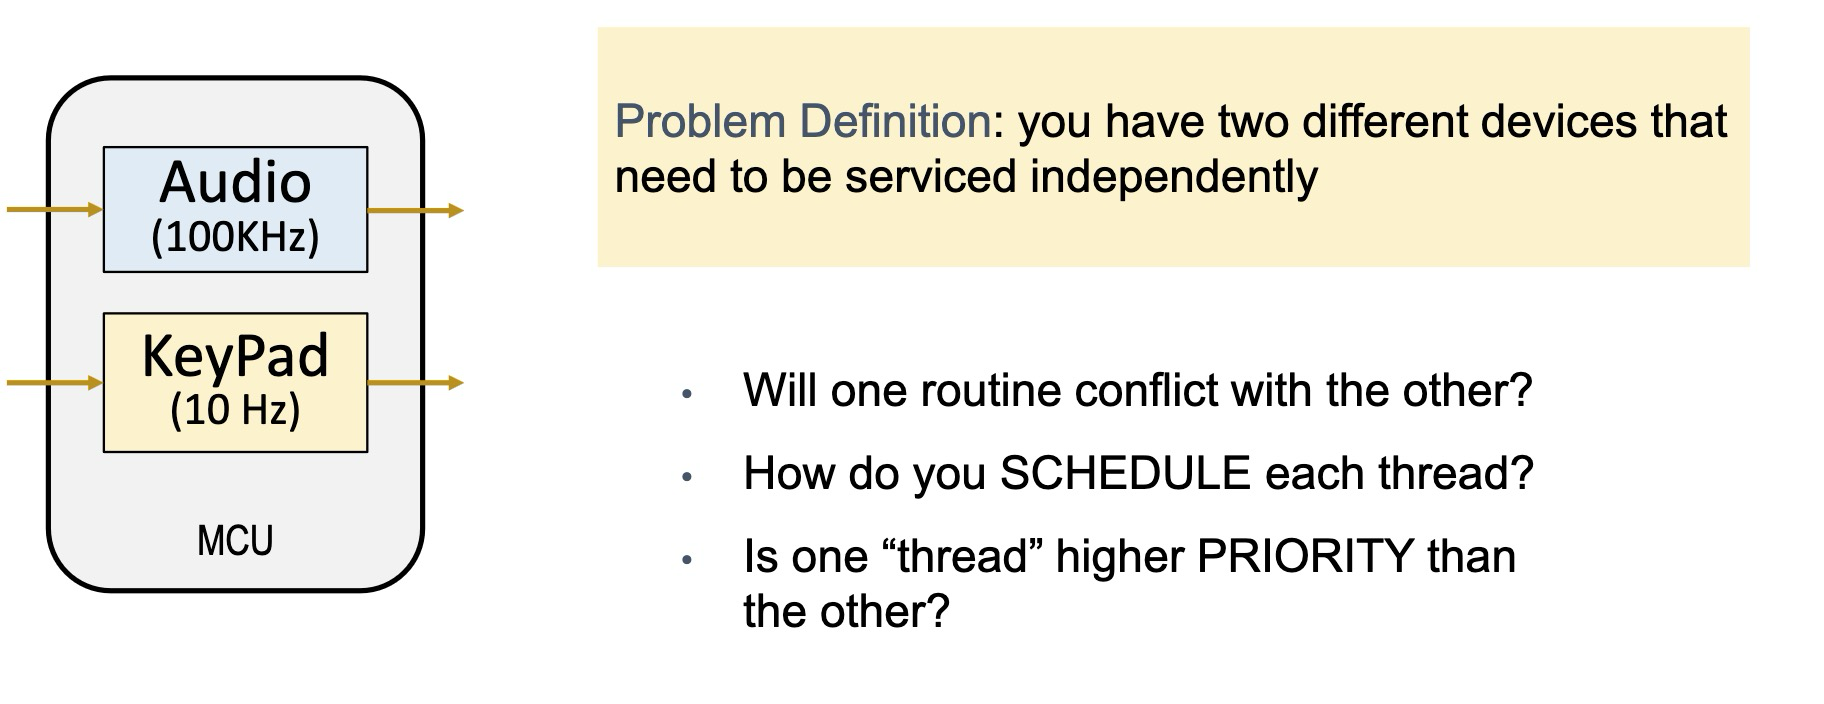 Audio
(100KHz)
KeyPad
(10 Hz)
MCU
Problem Definition: you have two different devices that
need to be serviced independently
• Will one routine conflict with the other?
• How do you SCHEDULE each thread?
• Is one “thread” higher PRIORITY than
the other?